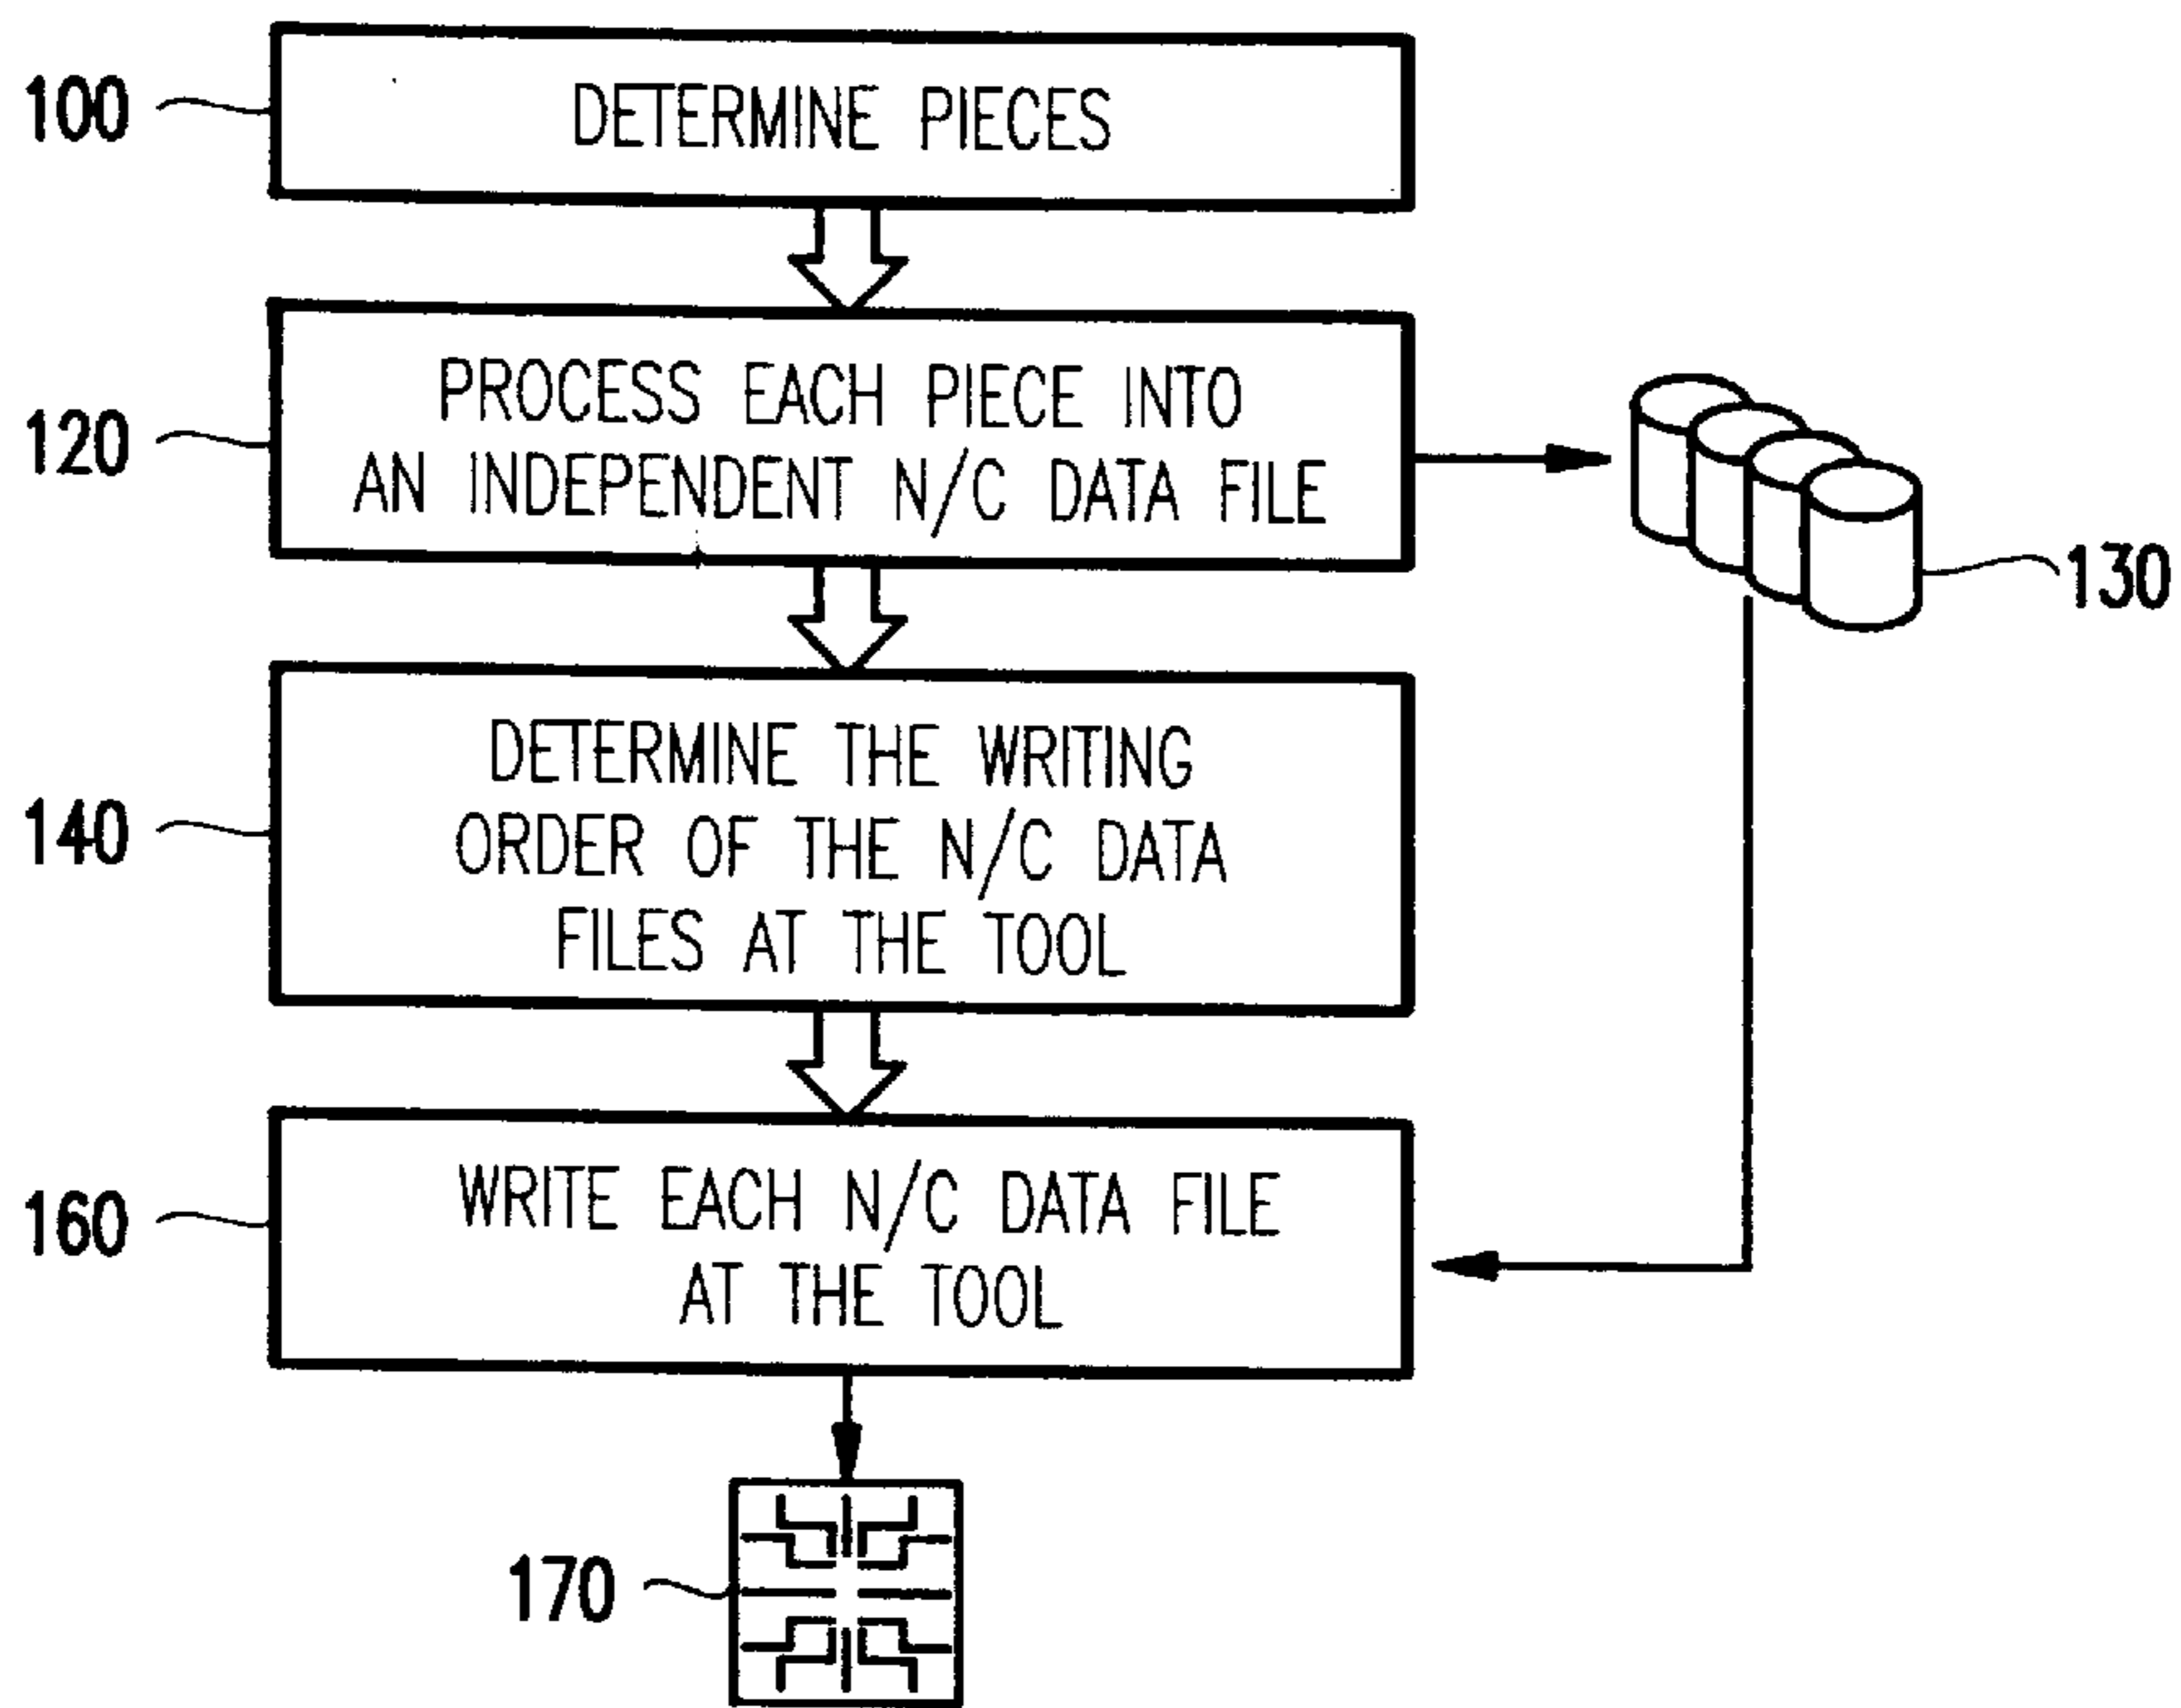 100
DETERMINE PIECES
120
PROCESS EACH PIECE INTO
AN INDEPENDENT N/C DATA FILE
130
140
DETERMINE THE WRITING
ORDER OF THE N/C DATA
FILES AT THE TOOL
160
WRITE EACH N/C DATA FILE
AT THE TOOL
170